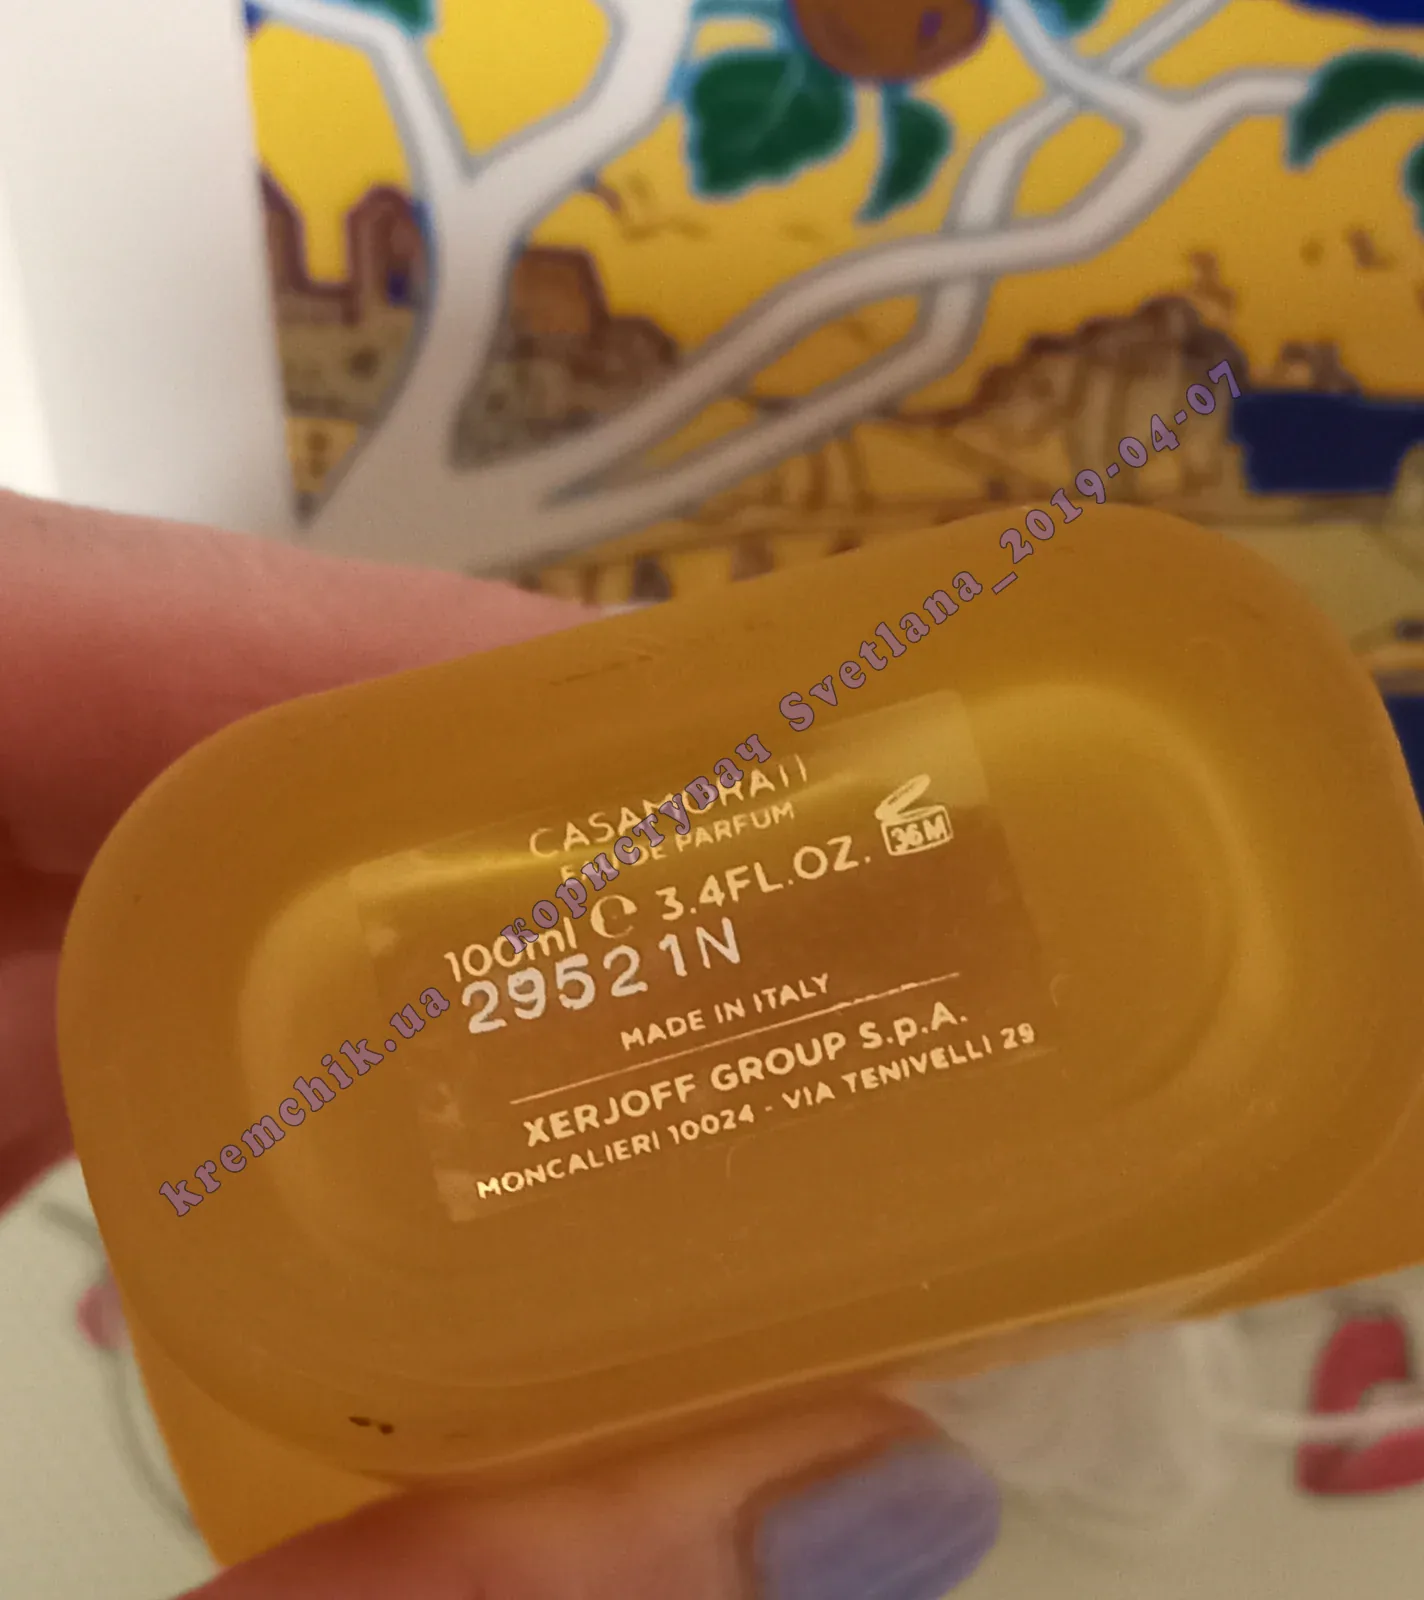 CASAMORATI
EAU DE PARFUM
100ml ℮ 3.4FL.OZ.
36M
29521N
MADE IN ITALY
XERJOFF GROUP S.p.A.
MONCALIERI 10024 - VIA TENIVELLI 29
kremchik.ua користувач Svetlana_2019-04-07